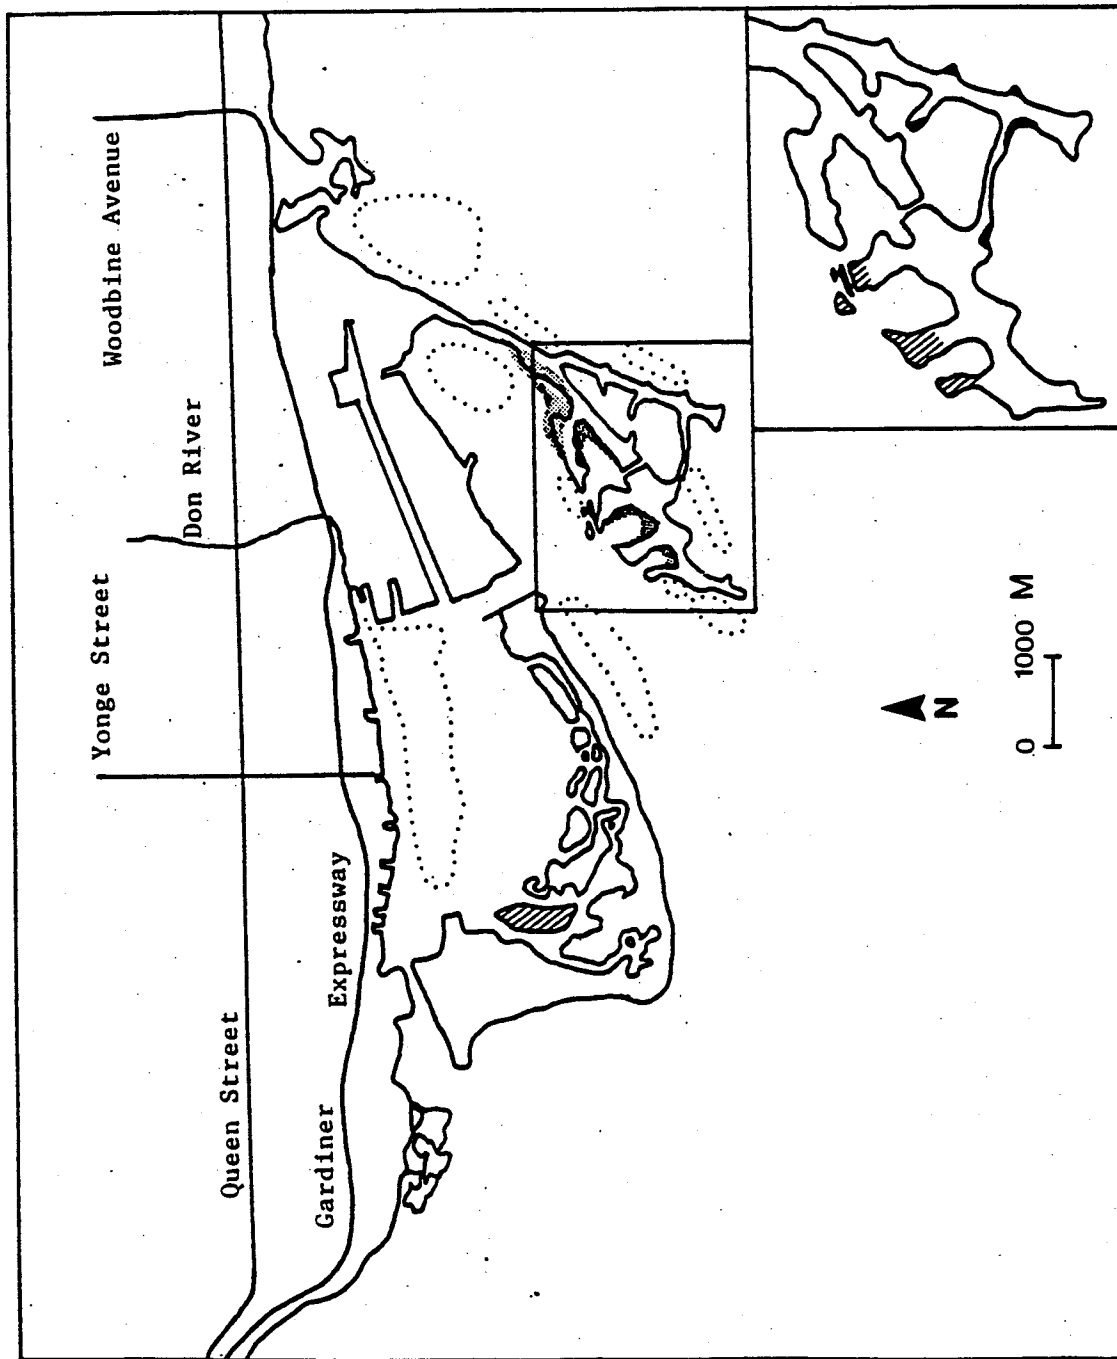 Woodbine Avenue
Don River
Yonge Street
Queen Street
Gardiner Expressway
N
0 1000 M